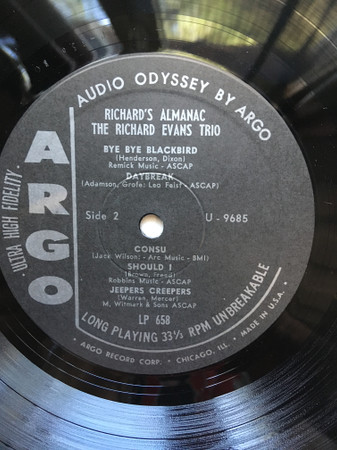 AUDIO ODYSSEY BY ARGO
RICHARD'S ALMANAC
THE RICHARD EVANS TRIO
BYE BYE BLACKBIRD
(Henderson, Dixon)
Remick Music - ASCAP
DAYBREAK
(Adamson, Grofe: Leo Feist - ASCAP)
Side 2
U - 9685
CONSU
(Jack Wilson: - Arc Music - BMI)
SHOULD I
(Brown, Freed)
Robbins Music - ASCAP
JEEPERS CREEPERS
(Warren, Mercer)
M. Witmark & Sons ASCAP
LP 658
LONG PLAYING 33⅓ RPM UNBREAKABLE
• ARGO RECORD CORP. • CHICAGO, ILL. • MADE IN U.S.A. •
ARGO
• ULTRA HIGH FIDELITY •